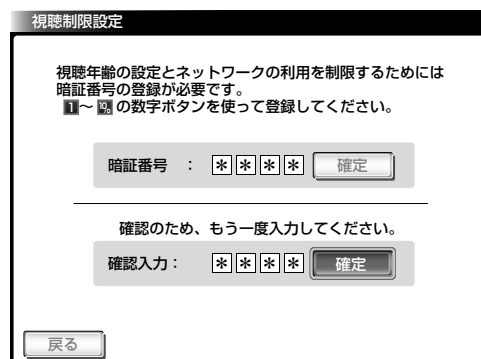 視聴制限設定
視聴年齢の設定とネットワークの利用を制限するためには
暗証番号の登録が必要です。
1～10の数字ボタンを使って登録してください。
暗証番号 ： ＊＊＊＊ 確定
確認のため、もう一度入力してください。
確認入力： ＊＊＊＊ 確定
戻る